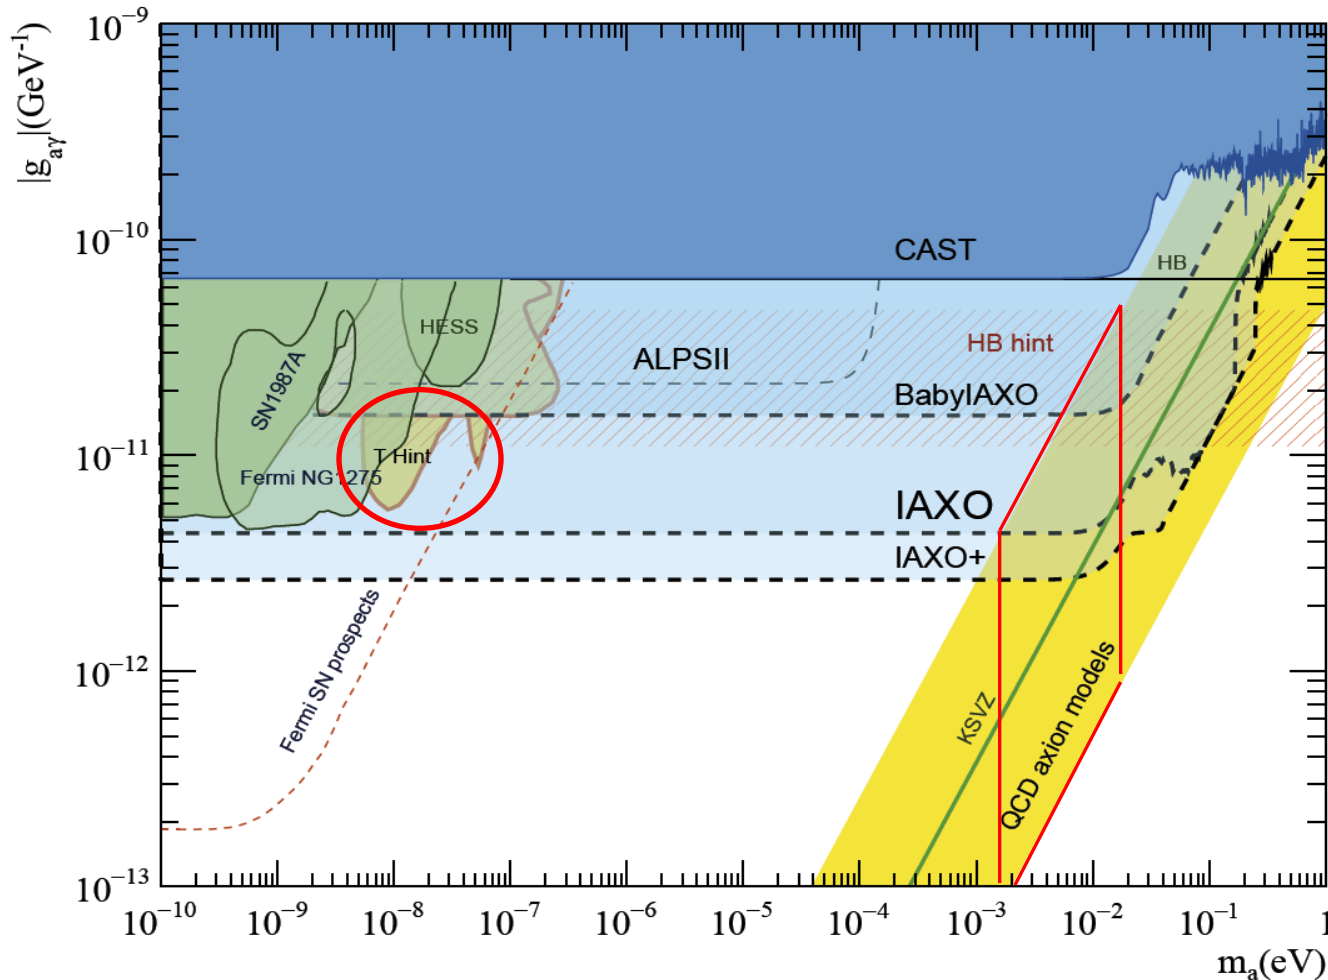 10⁻⁹
|g_aγ|(GeV⁻¹)
10⁻¹⁰
CAST
HB
HESS
HB hint
SN1987A
ALPSII
BabyIAXO
10⁻¹¹
T Hint
Fermi NG1275
IAXO
IAXO+
Fermi SN prospects
10⁻¹²
KSVZ
QCD axion models
10⁻¹³
10⁻¹⁰ 10⁻⁹ 10⁻⁸ 10⁻⁷ 10⁻⁶ 10⁻⁵ 10⁻⁴ 10⁻³ 10⁻² 10⁻¹ 1
m_a(eV)